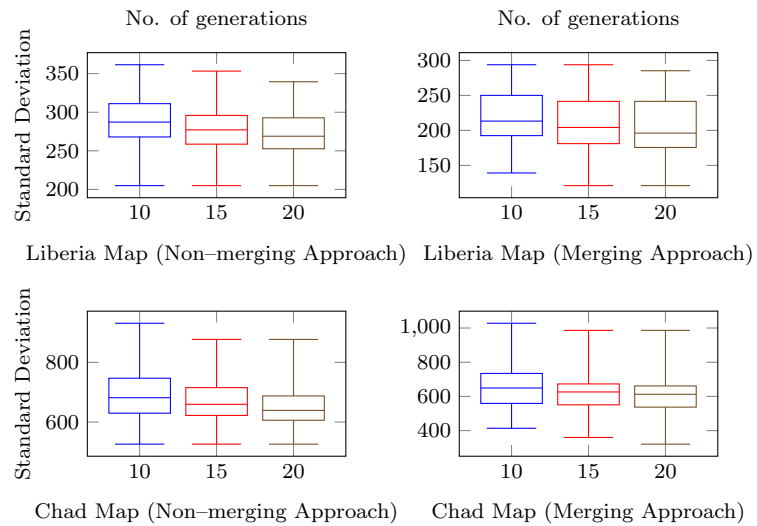 No. of generations
No. of generations
Standard Deviation
350
300
250
200
10 15 20
300
250
200
150
10 15 20
Liberia Map (Non–merging Approach)
Liberia Map (Merging Approach)
Standard Deviation
800
600
10 15 20
1,000
800
600
400
10 15 20
Chad Map (Non–merging Approach)
Chad Map (Merging Approach)